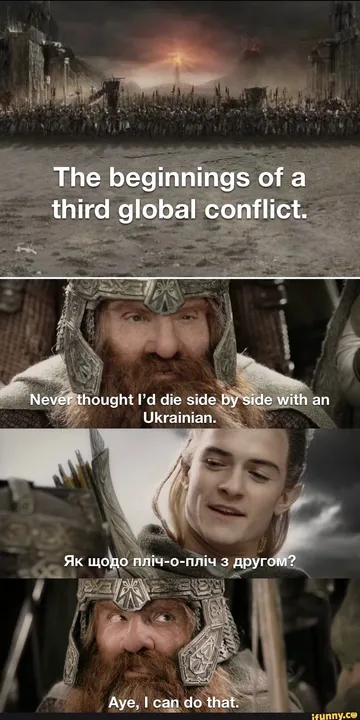 The beginnings of a
third global conflict.
Never thought I'd die side by side with an
Ukrainian.
Як щодо пліч-о-пліч з другом?
Aye, I can do that.
ifunny.co